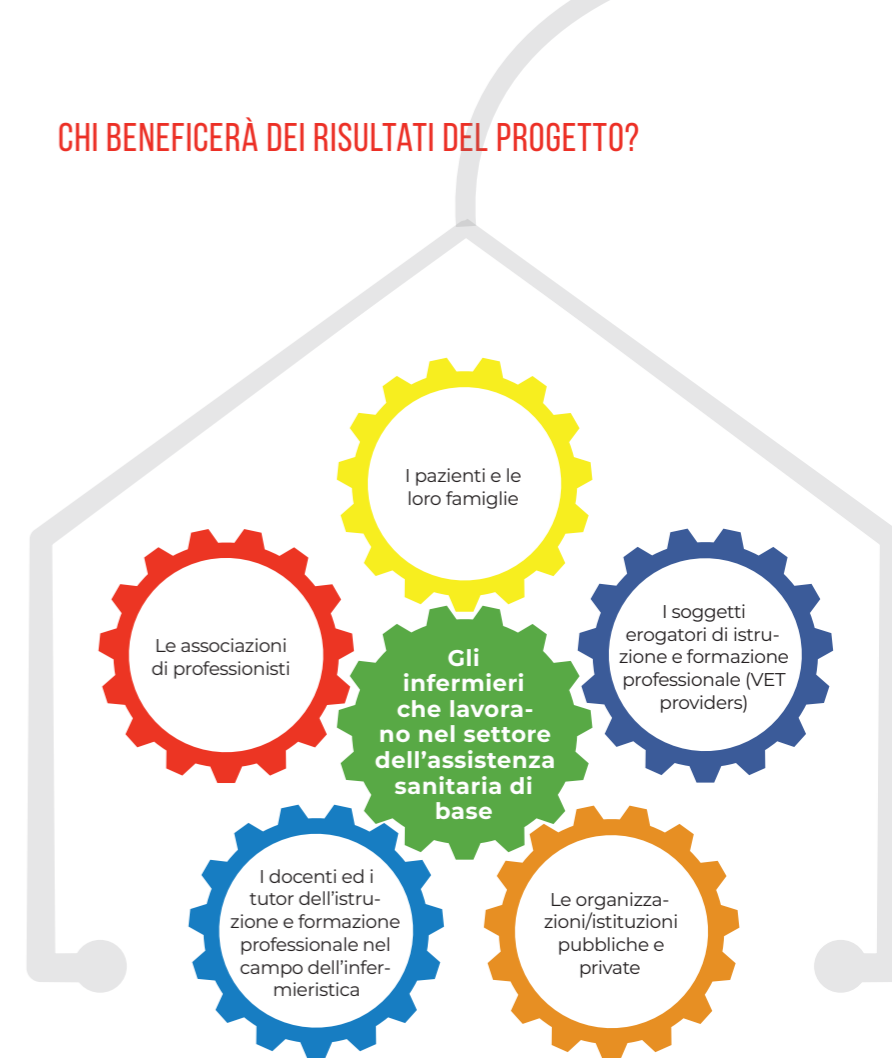 CHI BENEFICERÀ DEI RISULTATI DEL PROGETTO?
I pazienti e le
loro famiglie
Le associazioni
di professionisti
I soggetti
erogatori di istru-
zione e formazione
professionale (VET
providers)
Gli
infermieri
che lavora-
no nel settore
dell’assistenza
sanitaria di
base
I docenti ed i
tutor dell’istru-
zione e formazione
professionale nel
campo dell’infer-
mieristica
Le organizza-
zioni/istituzioni
pubbliche e
private